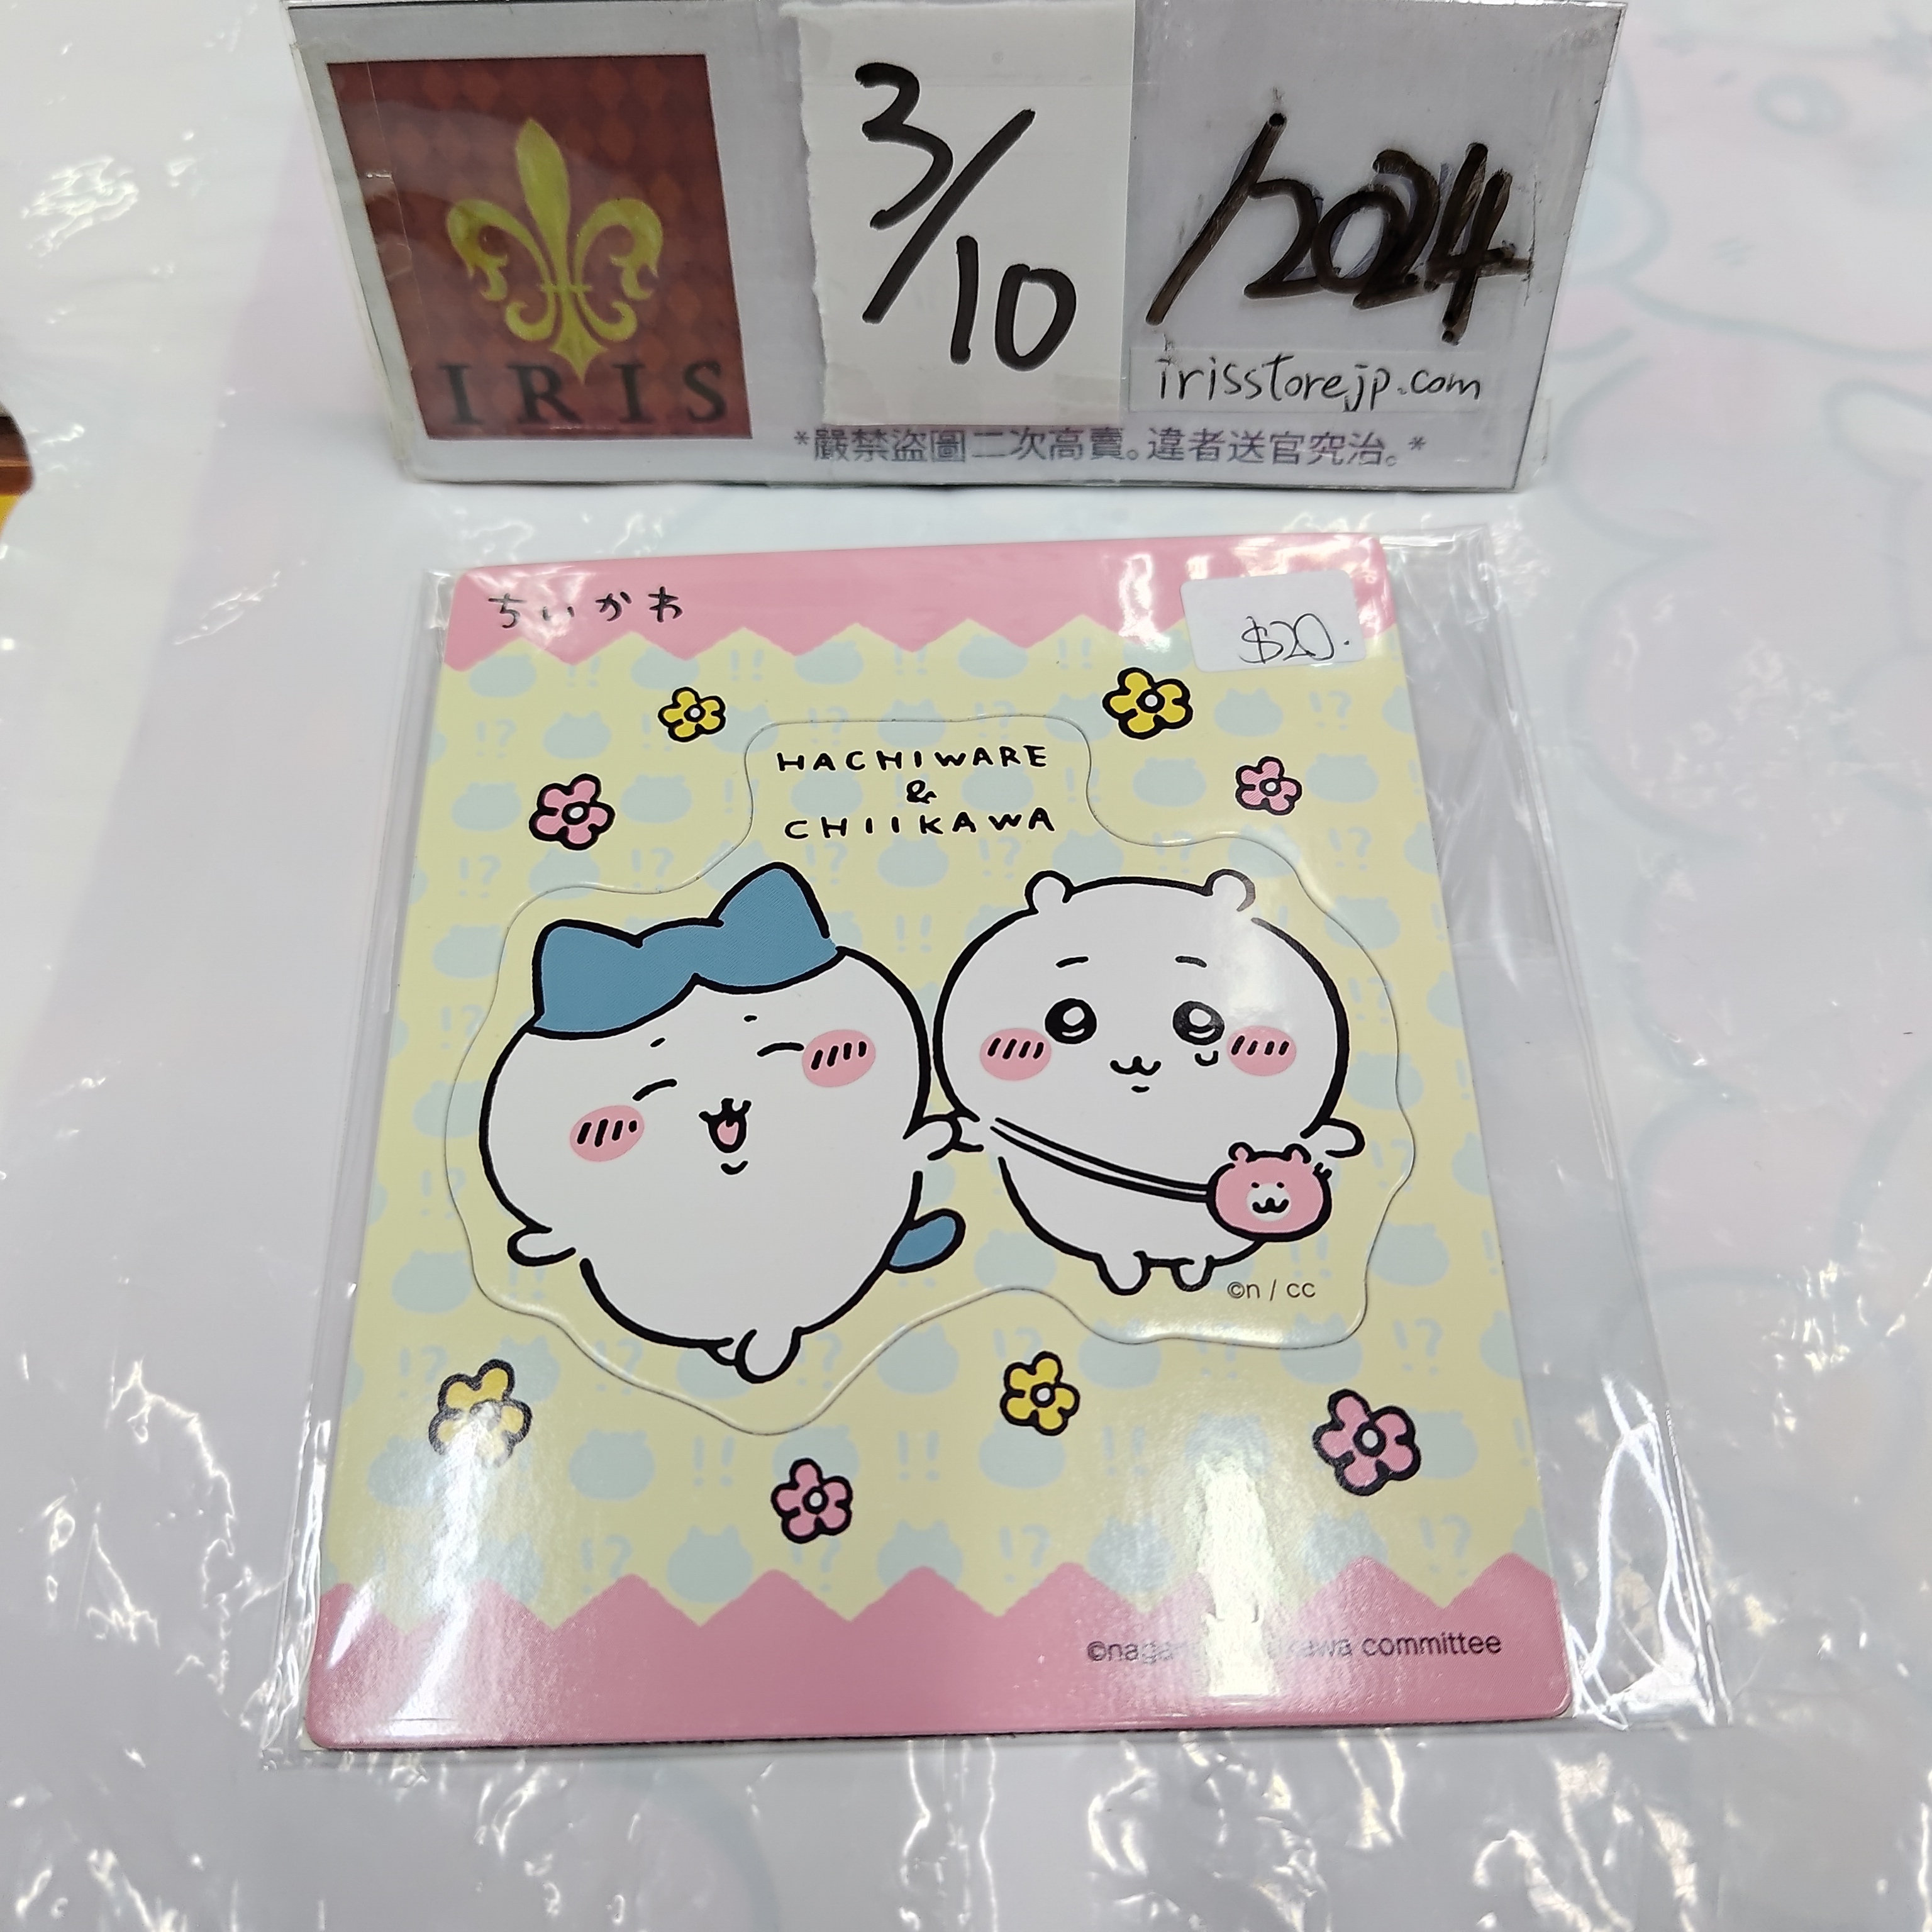 IRIS
3/10
/2024
irisstorejp.com
*嚴禁盜圖二次高賣。違者送官究治。*
ちいかわ
$20.
HACHIWARE
&
CHIIKAWA
©n / cc
committee